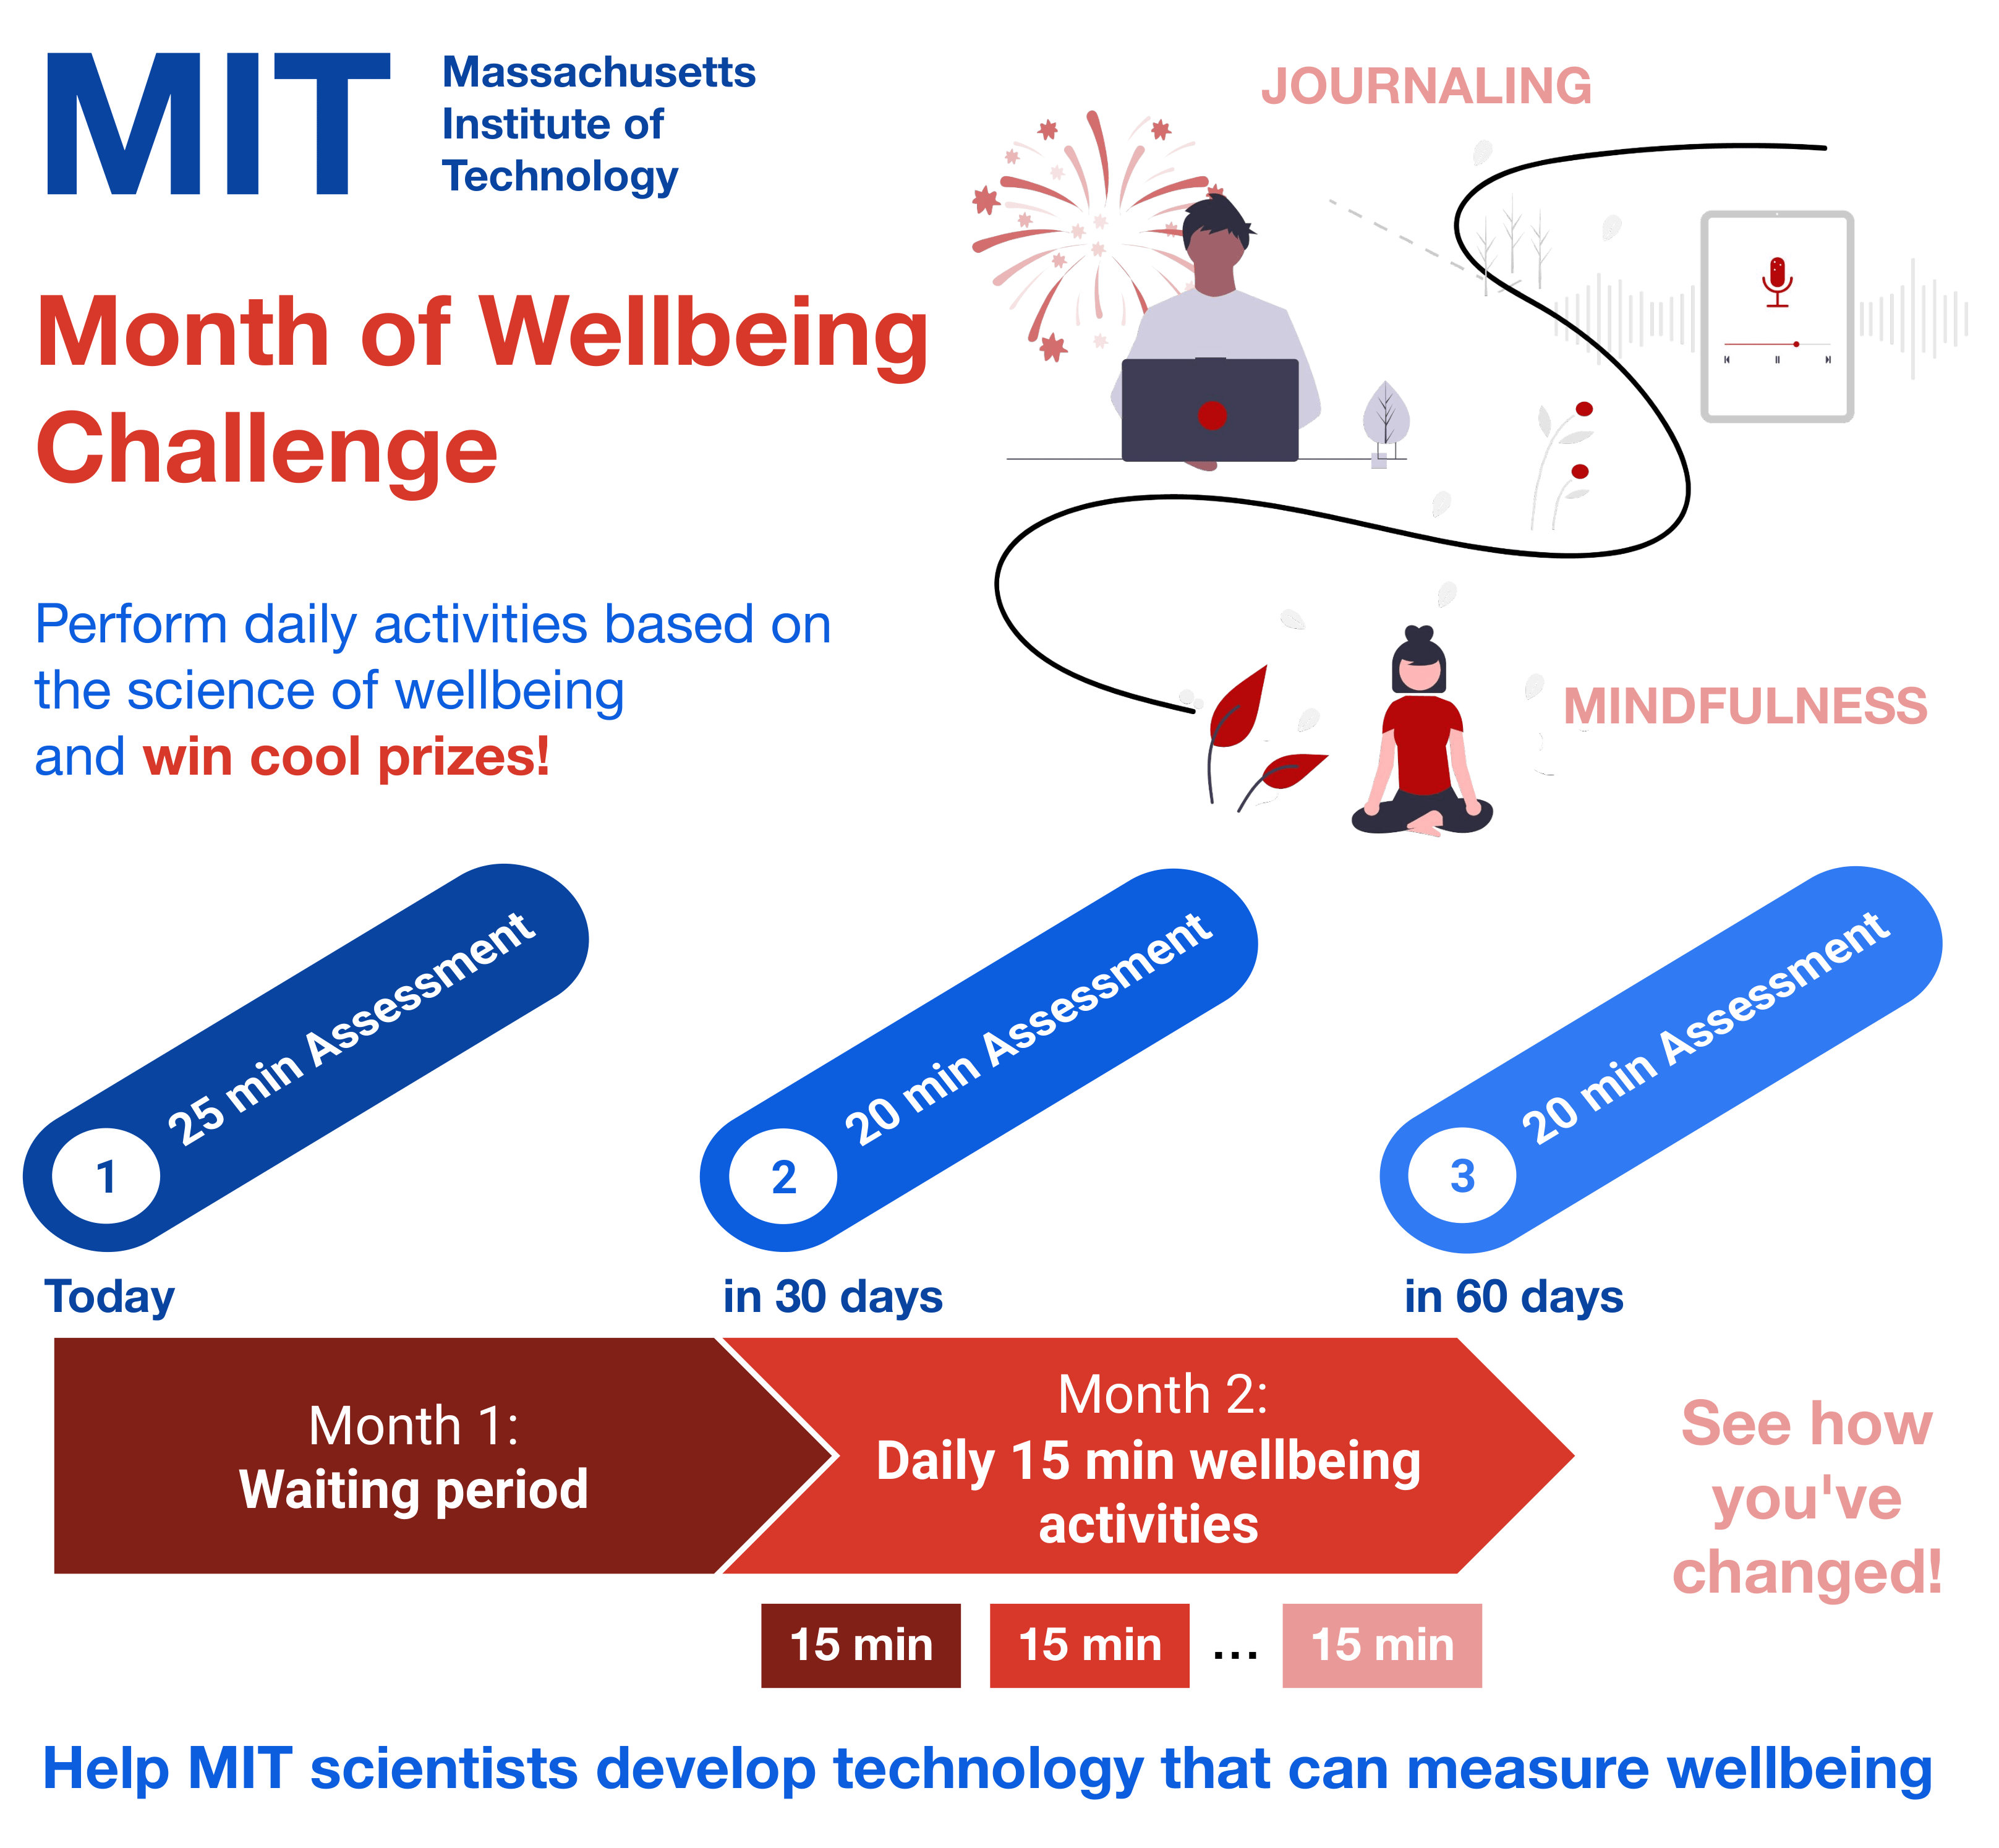 MIT
Massachusetts
Institute of
Technology
JOURNALING
Month of Wellbeing
Challenge
Perform daily activities based on
the science of wellbeing
and win cool prizes!
MINDFULNESS
1
25 min Assessment
2
20 min Assessment
3
20 min Assessment
Today
in 30 days
in 60 days
Month 1:
Waiting period
Month 2:
Daily 15 min wellbeing
activities
See how
you've
changed!
15 min
15 min
...
15 min
Help MIT scientists develop technology that can measure wellbeing